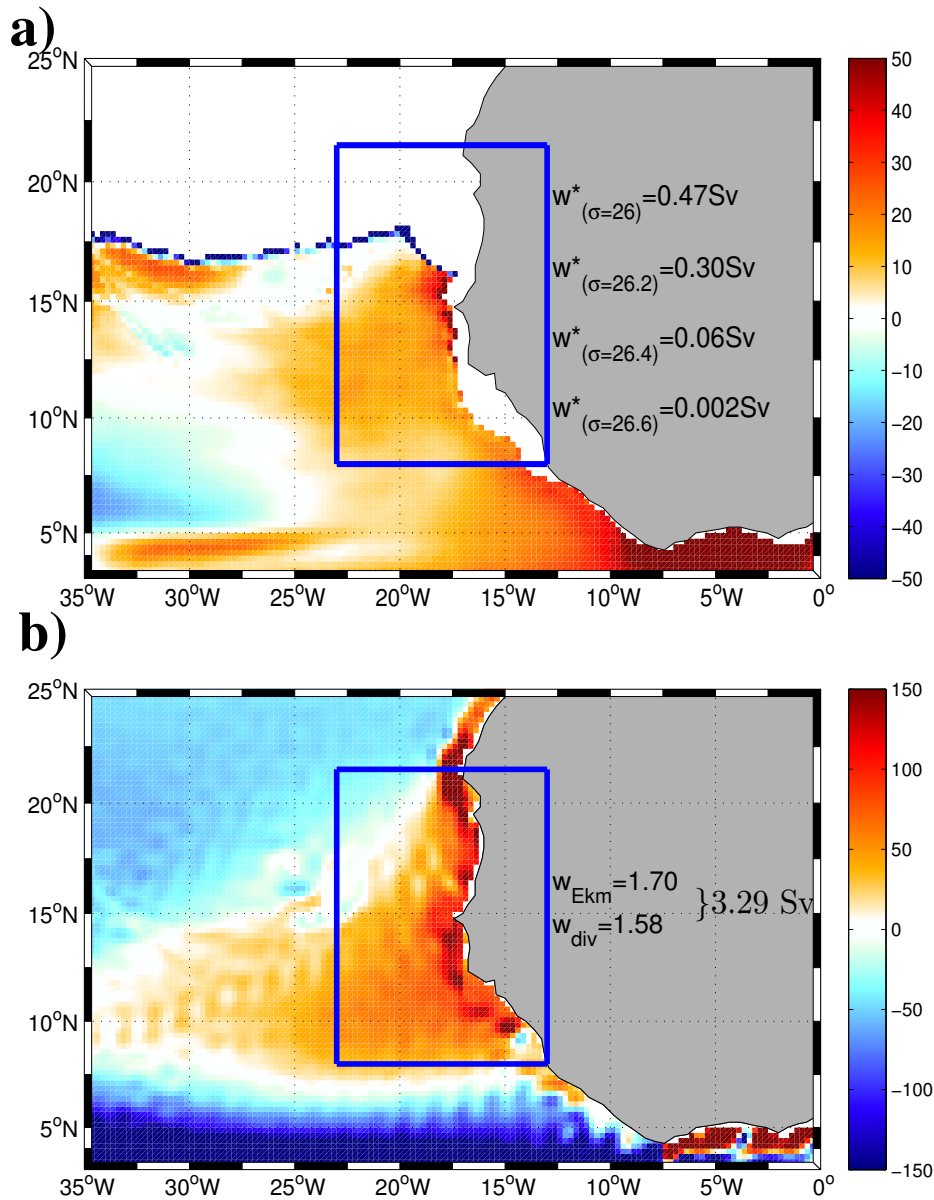 a)
25°N
20°N
15°N
10°N
5°N
35°W 30°W 25°W 20°W 15°W 10°W 5°W 0°
w*(σ=26)=0.47Sv
w*(σ=26.2)=0.30Sv
w*(σ=26.4)=0.06Sv
w*(σ=26.6)=0.002Sv
50
40
30
20
10
0
−10
−20
−30
−40
−50
b)
25°N
20°N
15°N
10°N
5°N
35°W 30°W 25°W 20°W 15°W 10°W 5°W 0°
wEkm=1.70
wdiv=1.58
}3.29 Sv
150
100
50
0
−50
−100
−150